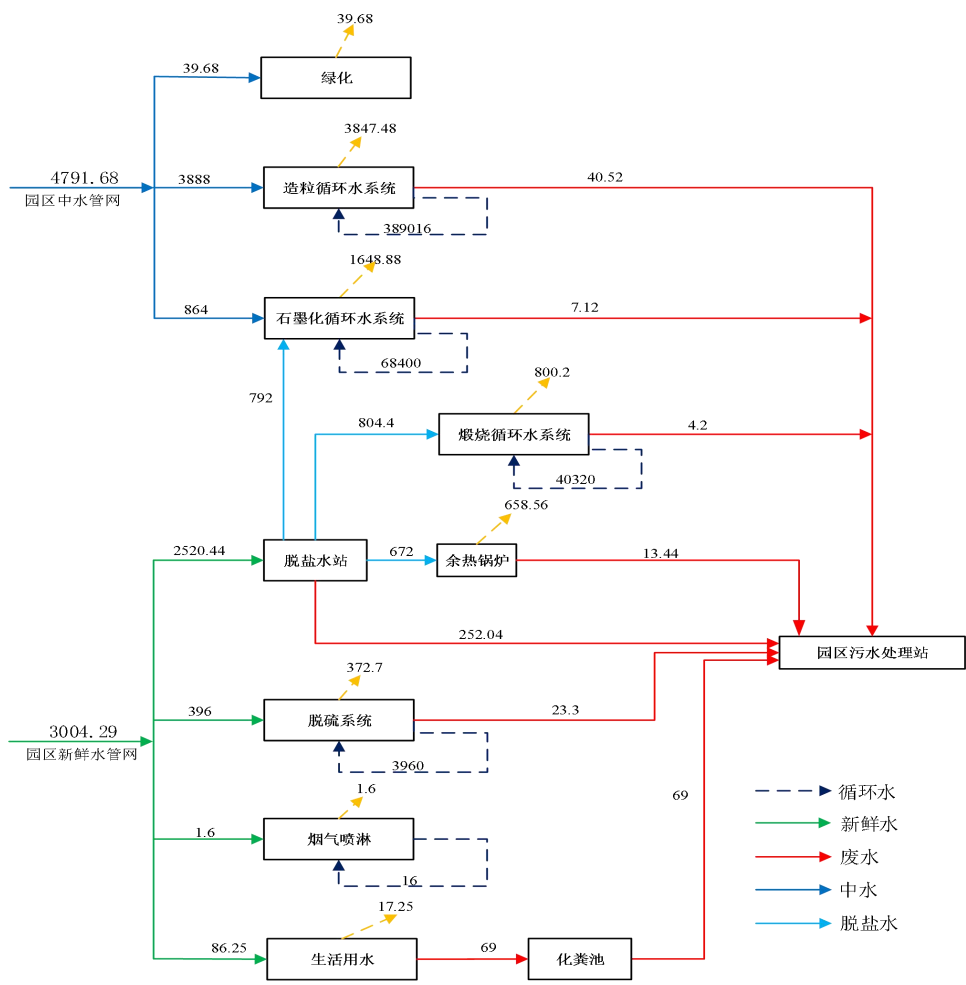 39.68
39.68
绿化
3847.48
4791.68
园区中水管网
3888
造粒循环水系统
40.52
389016
1648.88
864
石墨化循环水系统
7.12
68400
800.2
792
804.4
煅烧循环水系统
4.2
40320
658.56
2520.44
脱盐水站
672
余热锅炉
13.44
252.04
园区污水处理站
372.7
396
脱硫系统
23.3
3004.29
园区新鲜水管网
3960
1.6
69
1.6
烟气喷淋
16
17.25
86.25
生活用水
69
化粪池
循环水
新鲜水
废水
中水
脱盐水